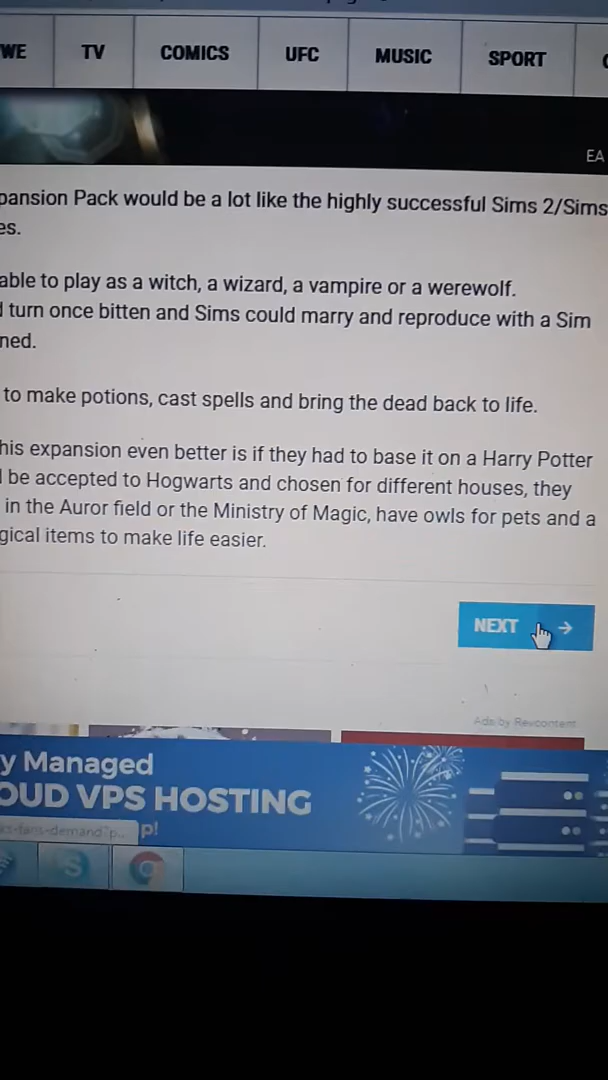 WE TV COMICS UFC MUSIC SPORT
EA
pansion Pack would be a lot like the highly successful Sims 2/Sims
es.
able to play as a witch, a wizard, a vampire or a werewolf.
turn once bitten and Sims could marry and reproduce with a Sim
ned.
to make potions, cast spells and bring the dead back to life.
his expansion even better is if they had to base it on a Harry Potter
be accepted to Hogwarts and chosen for different houses, they
in the Auror field or the Ministry of Magic, have owls for pets and a
gical items to make life easier.
NEXT
Ads by Revcontent
y Managed
OUD VPS HOSTING
p!
-fans-demand
S